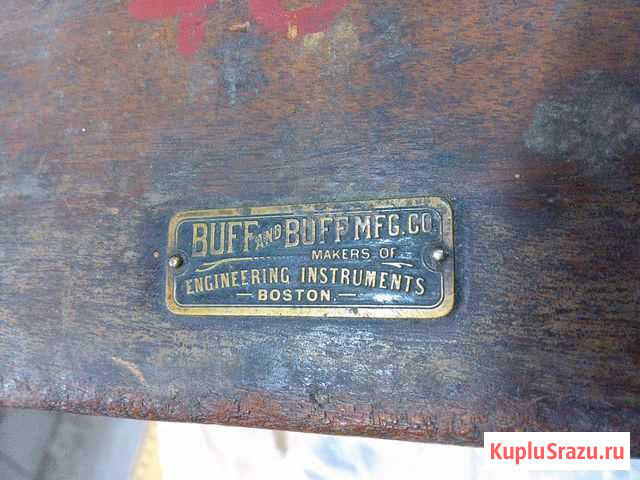 BUFF AND BUFF MFG. CO.
MAKERS OF
ENGINEERING INSTRUMENTS
— BOSTON. —
KupluSrazu.ru